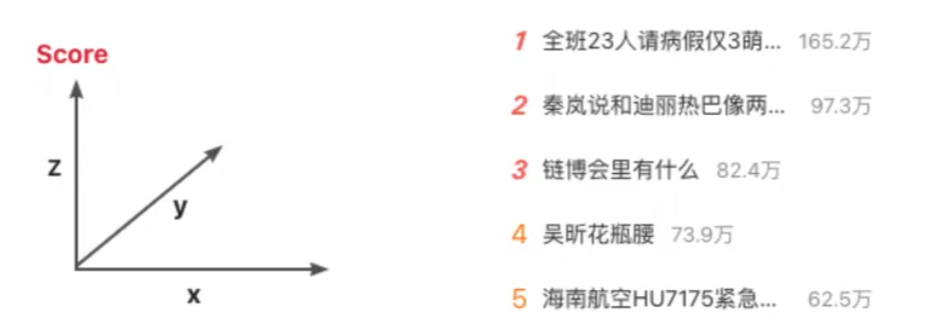 Score
z
y
x
1 全班23人请病假仅3萌... 165.2万
2 秦岚说和迪丽热巴像两... 97.3万
3 链博会里有什么 82.4万
4 吴昕花瓶腰 73.9万
5 海南航空HU7175紧急... 62.5万